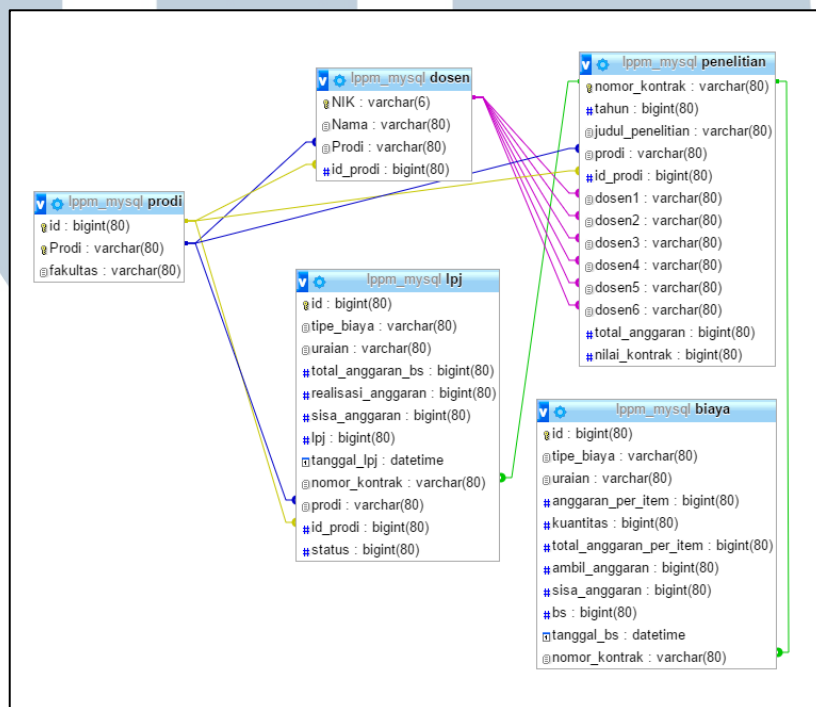 lppm_mysql prodi
id : bigint(80)
Prodi : varchar(80)
fakultas : varchar(80)
lppm_mysql dosen
NIK : varchar(6)
Nama : varchar(80)
Prodi : varchar(80)
id_prodi : bigint(80)
lppm_mysql lpj
id : bigint(80)
tipe_biaya : varchar(80)
uraian : varchar(80)
total_anggaran_bs : bigint(80)
realisasi_anggaran : bigint(80)
sisa_anggaran : bigint(80)
lpj : bigint(80)
tanggal_lpj : datetime
nomor_kontrak : varchar(80)
prodi : varchar(80)
id_prodi : bigint(80)
status : bigint(80)
lppm_mysql penelitian
nomor_kontrak : varchar(80)
tahun : bigint(80)
judul_penelitian : varchar(80)
prodi : varchar(80)
id_prodi : bigint(80)
dosen1 : varchar(80)
dosen2 : varchar(80)
dosen3 : varchar(80)
dosen4 : varchar(80)
dosen5 : varchar(80)
dosen6 : varchar(80)
total_anggaran : bigint(80)
nilai_kontrak : bigint(80)
lppm_mysql biaya
id : bigint(80)
tipe_biaya : varchar(80)
uraian : varchar(80)
anggaran_per_item : bigint(80)
kuantitas : bigint(80)
total_anggaran_per_item : bigint(80)
ambil_anggaran : bigint(80)
sisa_anggaran : bigint(80)
bs : bigint(80)
tanggal_bs : datetime
nomor_kontrak : varchar(80)